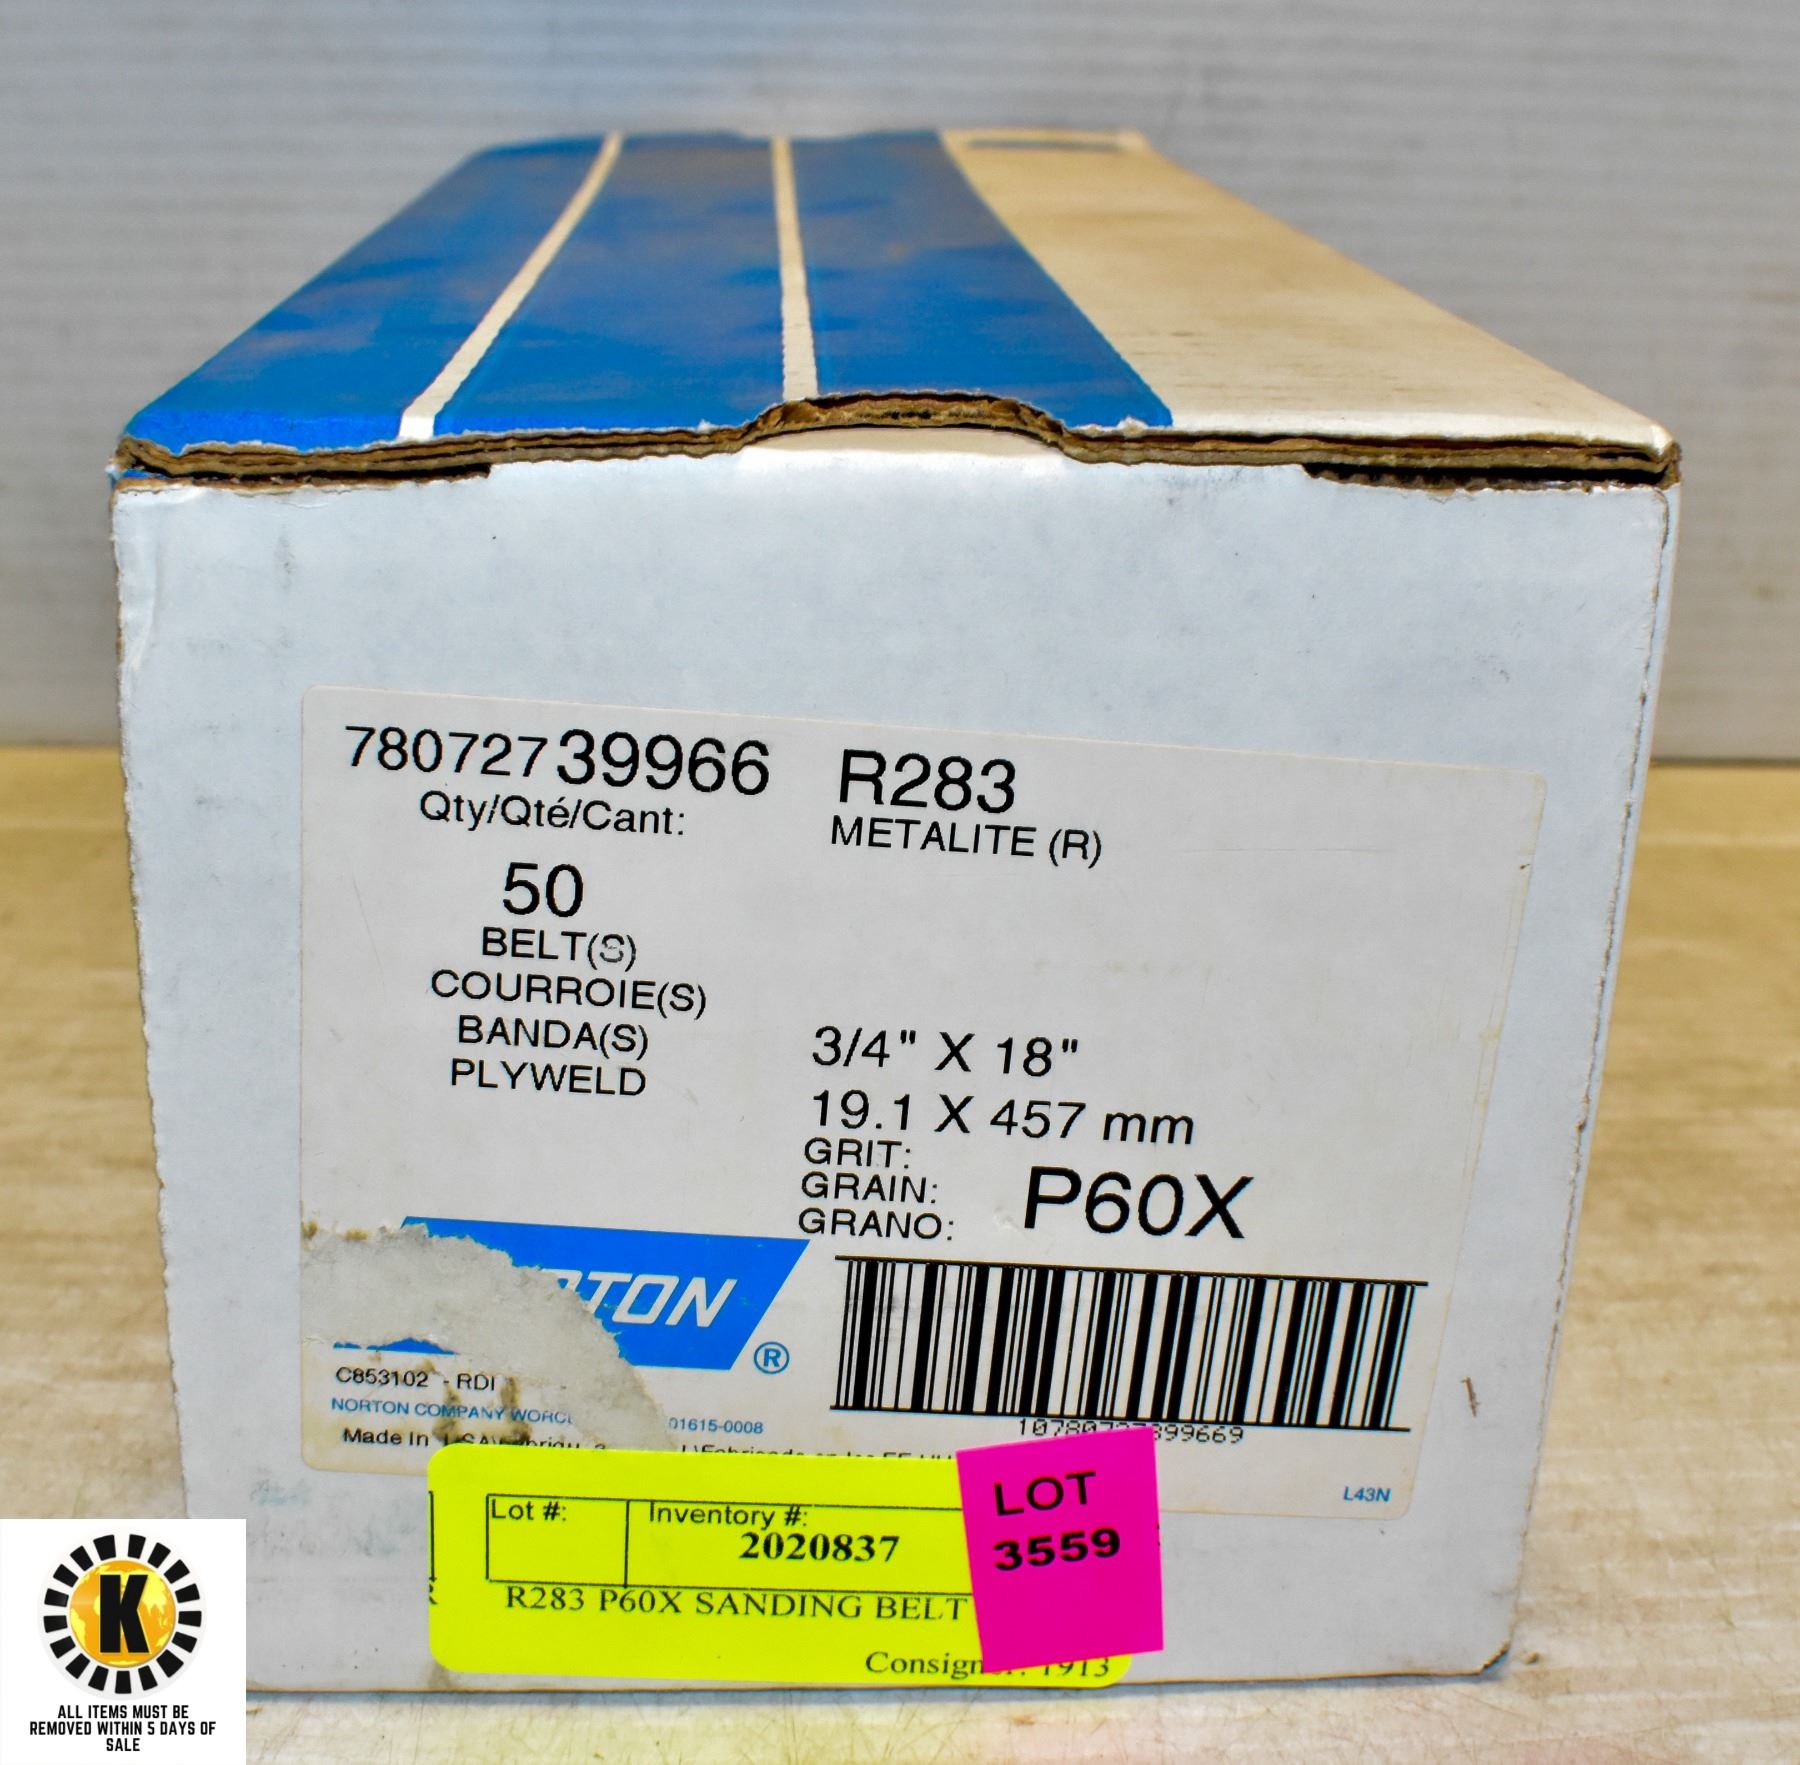 78072739966 R283
Qty/Qté/Cant: METALITE (R)
50
BELT(S)
COURROIE(S)
BANDA(S)
PLYWELD
3/4" X 18"
19.1 X 457 mm
GRIT:
GRAIN: P60X
GRANO:
®
C853102 - RDI
NORTON COMPANY 01615-0008
Made In
L43N
Lot #: Inventory #:
2020837
R283 P60X SANDING BELT
1913
LOT
3559
K
ALL ITEMS MUST BE
REMOVED WITHIN 5 DAYS OF
SALE